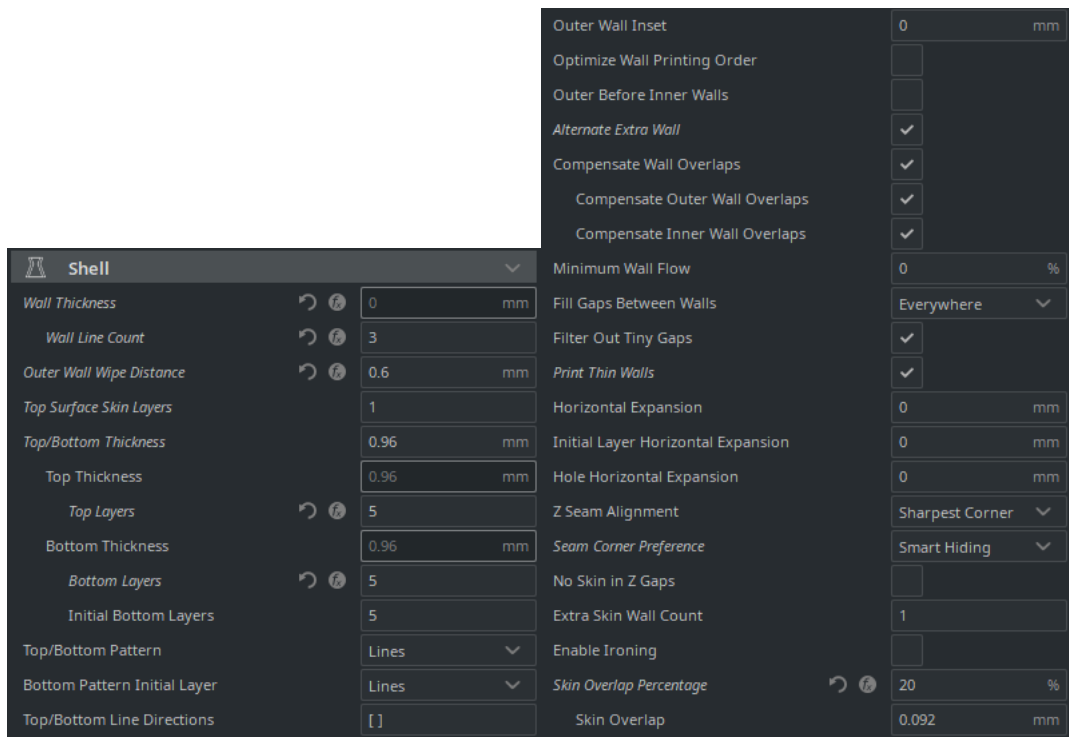 Shell
Wall Thickness 0 mm
Wall Line Count 3
Outer Wall Wipe Distance 0.6 mm
Top Surface Skin Layers 1
Top/Bottom Thickness 0.96 mm
Top Thickness 0.96 mm
Top Layers 5
Bottom Thickness 0.96 mm
Bottom Layers 5
Initial Bottom Layers 5
Top/Bottom Pattern Lines
Bottom Pattern Initial Layer Lines
Top/Bottom Line Directions [ ]
Outer Wall Inset 0 mm
Optimize Wall Printing Order
Outer Before Inner Walls
Alternate Extra Wall
Compensate Wall Overlaps
Compensate Outer Wall Overlaps
Compensate Inner Wall Overlaps
Minimum Wall Flow 0 %
Fill Gaps Between Walls Everywhere
Filter Out Tiny Gaps
Print Thin Walls
Horizontal Expansion 0 mm
Initial Layer Horizontal Expansion 0 mm
Hole Horizontal Expansion 0 mm
Z Seam Alignment Sharpest Corner
Seam Corner Preference Smart Hiding
No Skin in Z Gaps
Extra Skin Wall Count 1
Enable Ironing
Skin Overlap Percentage 20 %
Skin Overlap 0.092 mm